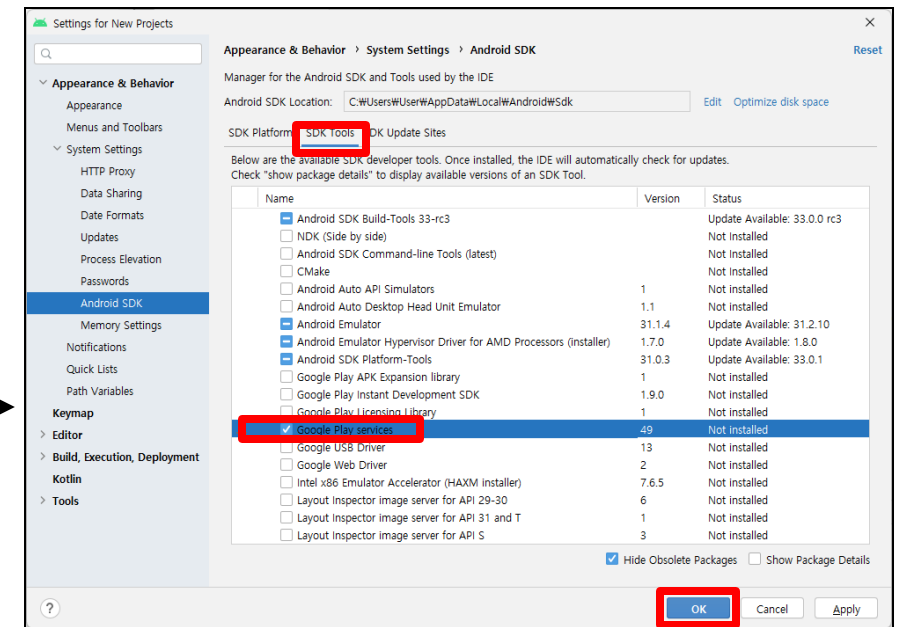 Settings for New Projects
Appearance & Behavior › System Settings › Android SDK
Reset
Manager for the Android SDK and Tools used by the IDE
Android SDK Location: C:₩Users₩User₩AppData₩Local₩Android₩Sdk Edit Optimize disk space
SDK Platform SDK Tools DK Update Sites
Below are the available SDK developer tools. Once installed, the IDE will automatically check for updates.
Check "show package details" to display available versions of an SDK Tool.
Name Version Status
Android SDK Build-Tools 33-rc3 Update Available: 33.0.0 rc3
NDK (Side by side) Not Installed
Android SDK Command-line Tools (latest) Not Installed
CMake Not Installed
Android Auto API Simulators 1 Not installed
Android Auto Desktop Head Unit Emulator 1.1 Not installed
Android Emulator 31.1.4 Update Available: 31.2.10
Android Emulator Hypervisor Driver for AMD Processors (installer) 1.7.0 Update Available: 1.8.0
Android SDK Platform-Tools 31.0.3 Update Available: 33.0.1
Google Play APK Expansion library 1 Not installed
Google Play Instant Development SDK 1.9.0 Not installed
Google Play Licensing Library 1 Not installed
Google Play services 49 Not installed
Google USB Driver 13 Not installed
Google Web Driver 2 Not installed
Intel x86 Emulator Accelerator (HAXM installer) 7.6.5 Not installed
Layout Inspector image server for API 29-30 6 Not installed
Layout Inspector image server for API 31 and T 1 Not installed
Layout Inspector image server for API S 3 Not installed
Hide Obsolete Packages Show Package Details
Appearance & Behavior
Appearance
Menus and Toolbars
System Settings
HTTP Proxy
Data Sharing
Date Formats
Updates
Process Elevation
Passwords
Android SDK
Memory Settings
Notifications
Quick Lists
Path Variables
Keymap
Editor
Build, Execution, Deployment
Kotlin
Tools
?
OK Cancel Apply